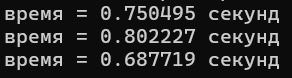 время = 0.750495 секунд
время = 0.802227 секунд
время = 0.687719 секунд